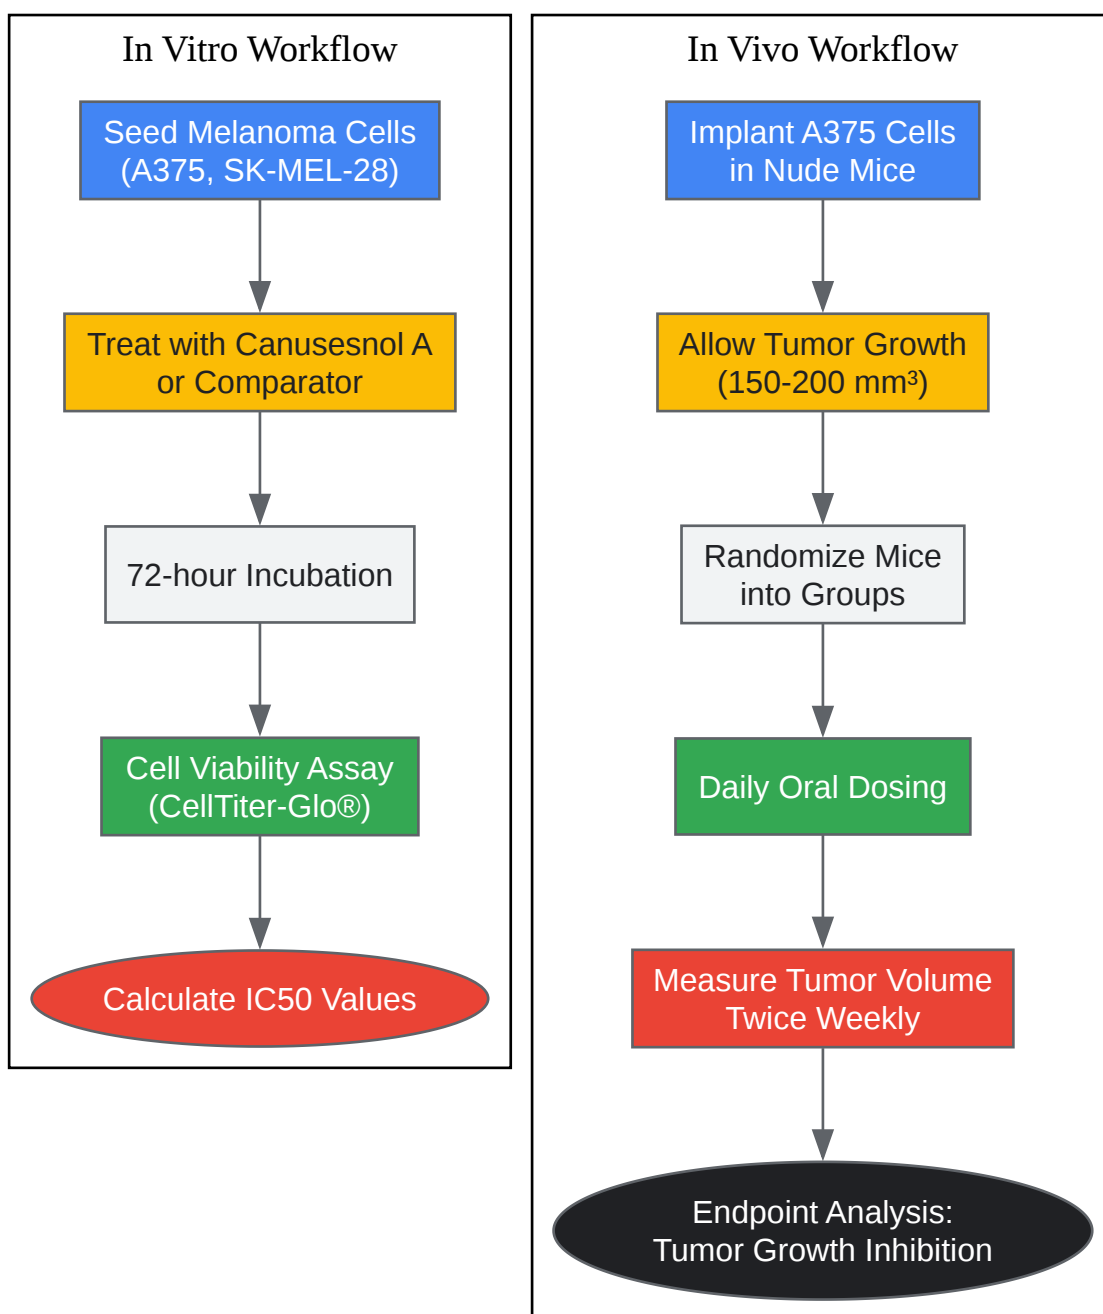 In Vitro Workflow
Seed Melanoma Cells
(A375, SK-MEL-28)
Treat with Canusesnol A
or Comparator
72-hour Incubation
Cell Viability Assay
(CellTiter-Glo®)
Calculate IC50 Values
In Vivo Workflow
Implant A375 Cells
in Nude Mice
Allow Tumor Growth
(150-200 mm³)
Randomize Mice
into Groups
Daily Oral Dosing
Measure Tumor Volume
Twice Weekly
Endpoint Analysis:
Tumor Growth Inhibition